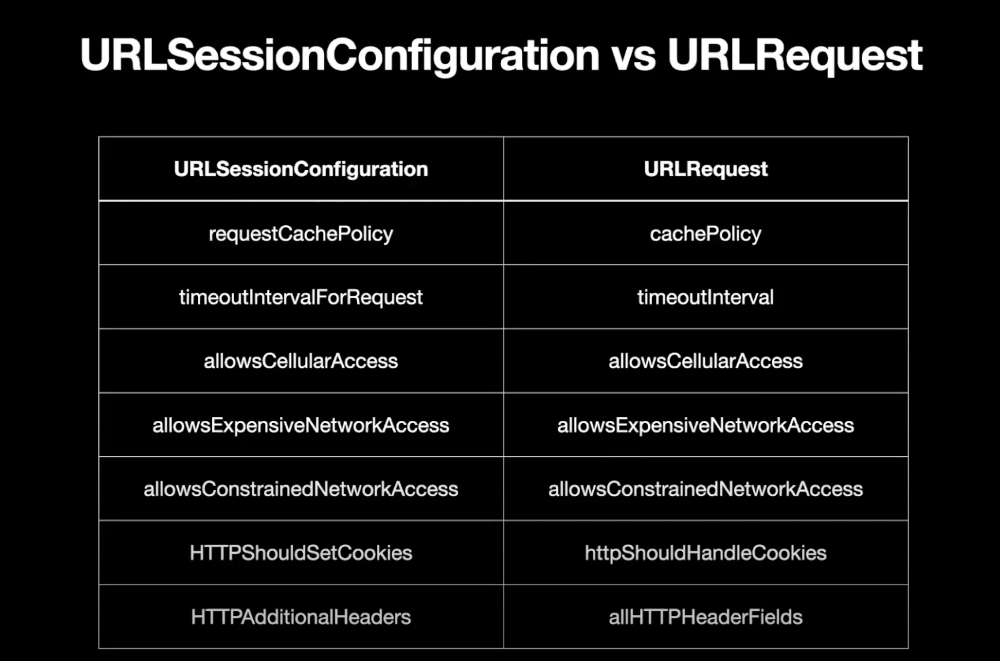 URLSessionConfiguration vs URLRequest
URLSessionConfiguration URLRequest
requestCachePolicy cachePolicy
timeoutIntervalForRequest timeoutInterval
allowsCellularAccess allowsCellularAccess
allowsExpensiveNetworkAccess allowsExpensiveNetworkAccess
allowsConstrainedNetworkAccess allowsConstrainedNetworkAccess
HTTPShouldSetCookies httpShouldHandleCookies
HTTPAdditionalHeaders allHTTPHeaderFields